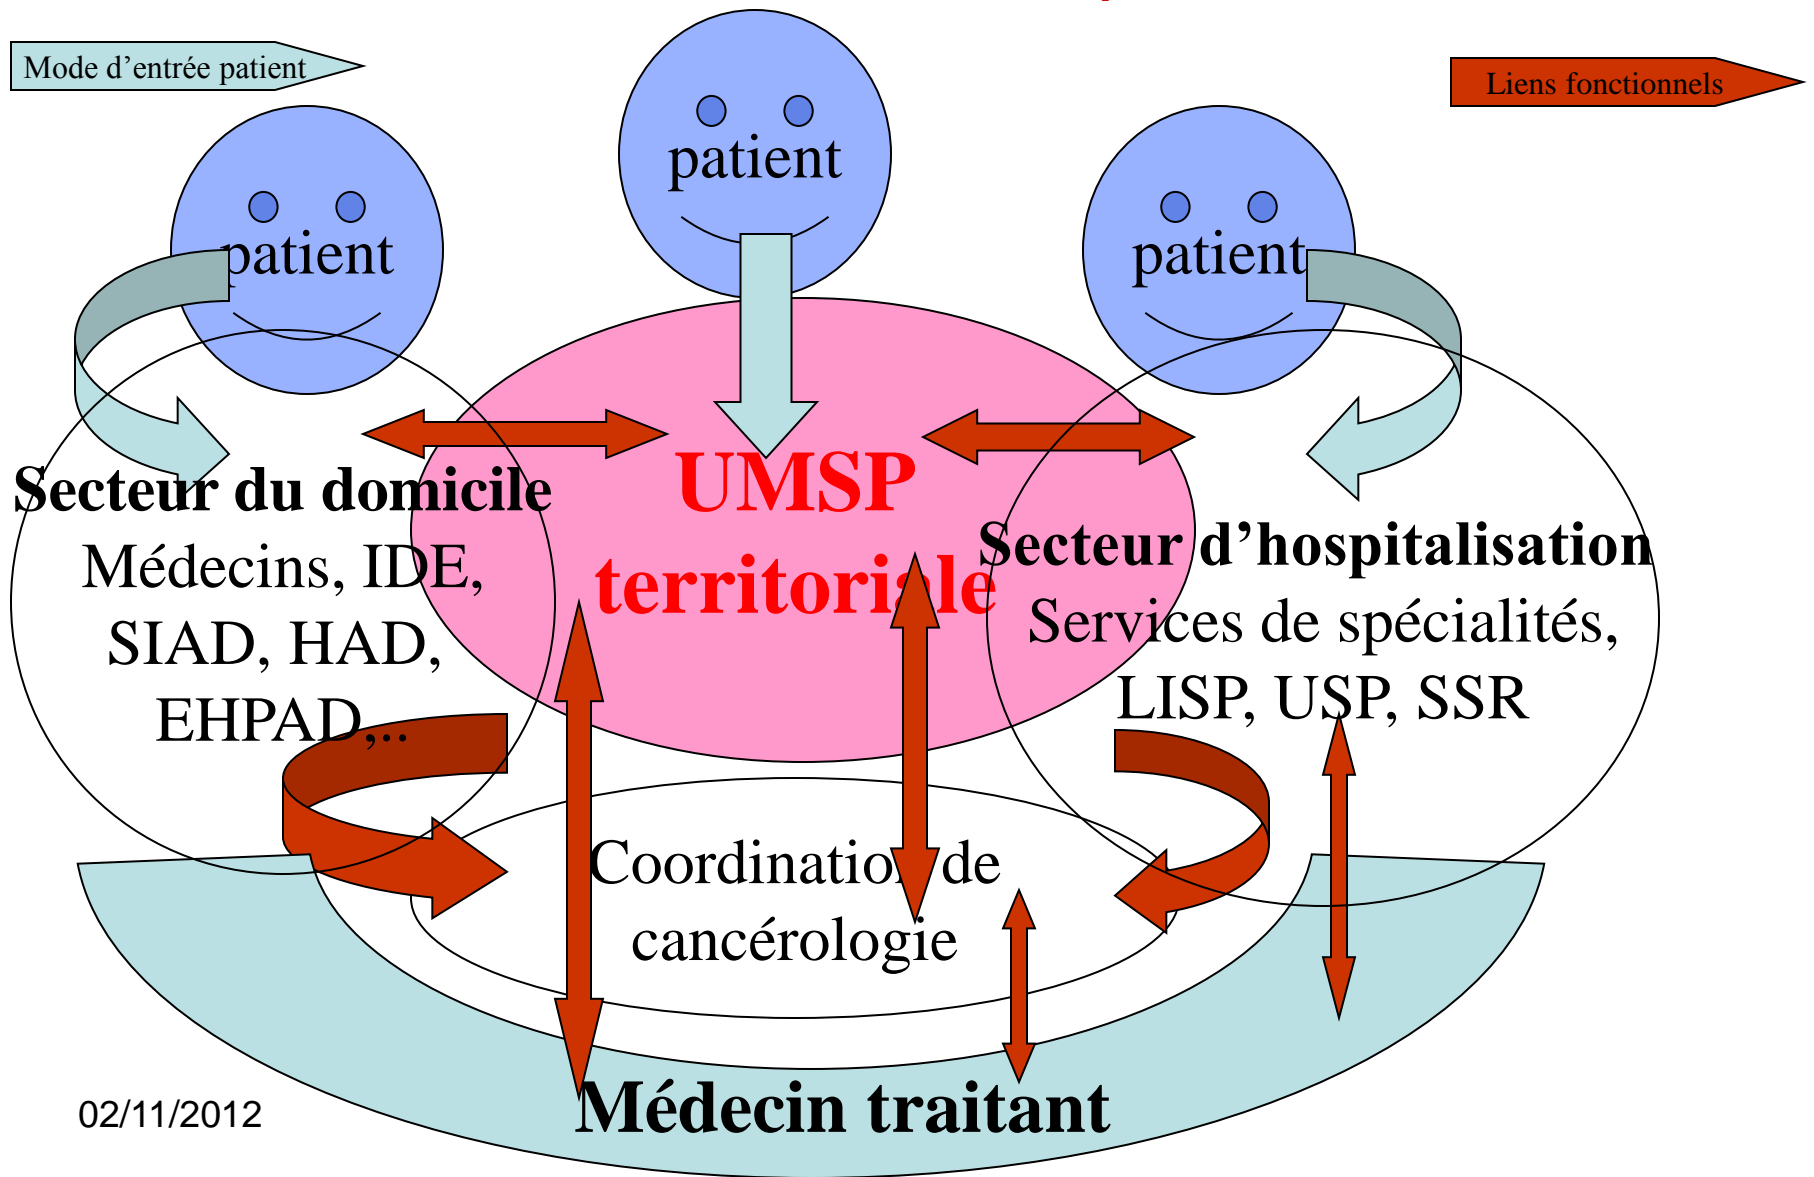 Mode d’entrée patient
Liens fonctionnels
patient
patient
patient
UMSP
territoriale
Secteur du domicile
Médecins, IDE,
SIAD, HAD,
EHPAD,..
Secteur d’hospitalisation
Services de spécialités,
LISP, USP, SSR
Coordination de
cancérologie
Médecin traitant
02/11/2012